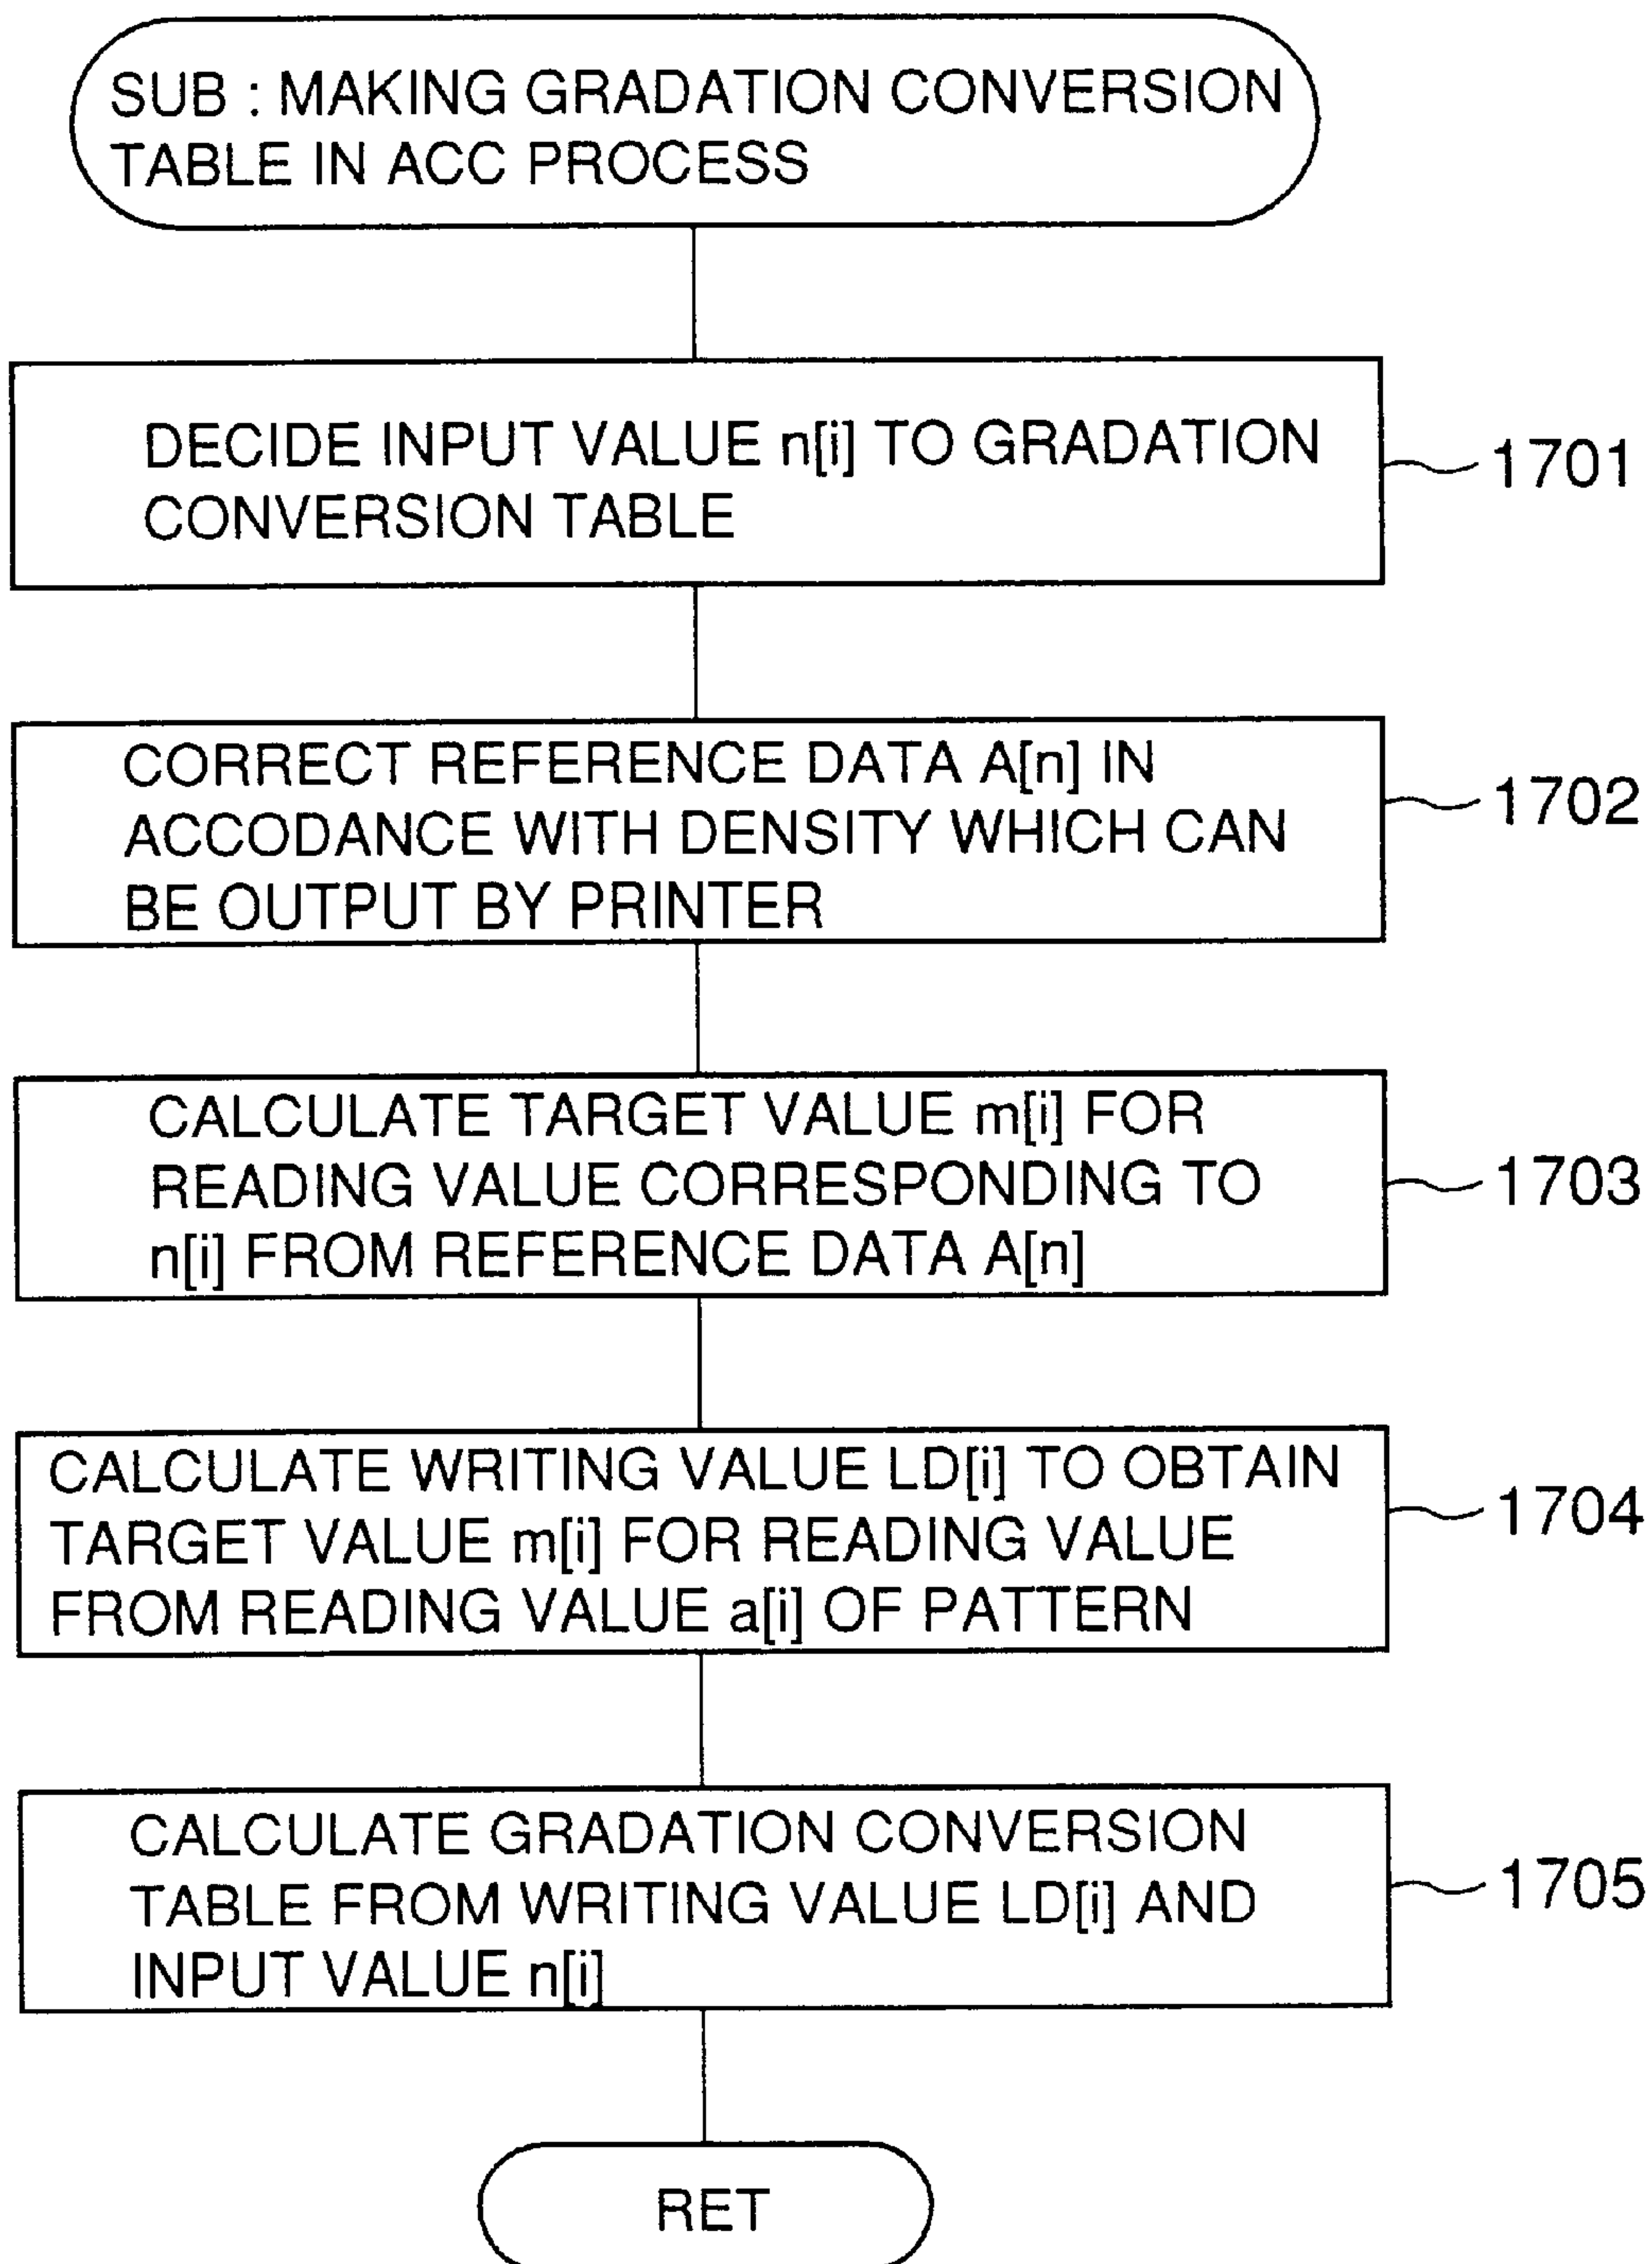 SUB : MAKING GRADATION CONVERSION
TABLE IN ACC PROCESS
DECIDE INPUT VALUE n[i] TO GRADATION
CONVERSION TABLE
1701
CORRECT REFERENCE DATA A[n] IN
ACCODANCE WITH DENSITY WHICH CAN
BE OUTPUT BY PRINTER
1702
CALCULATE TARGET VALUE m[i] FOR
READING VALUE CORRESPONDING TO
n[i] FROM REFERENCE DATA A[n]
1703
CALCULATE WRITING VALUE LD[i] TO OBTAIN
TARGET VALUE m[i] FOR READING VALUE
FROM READING VALUE a[i] OF PATTERN
1704
CALCULATE GRADATION CONVERSION
TABLE FROM WRITING VALUE LD[i] AND
INPUT VALUE n[i]
1705
RET